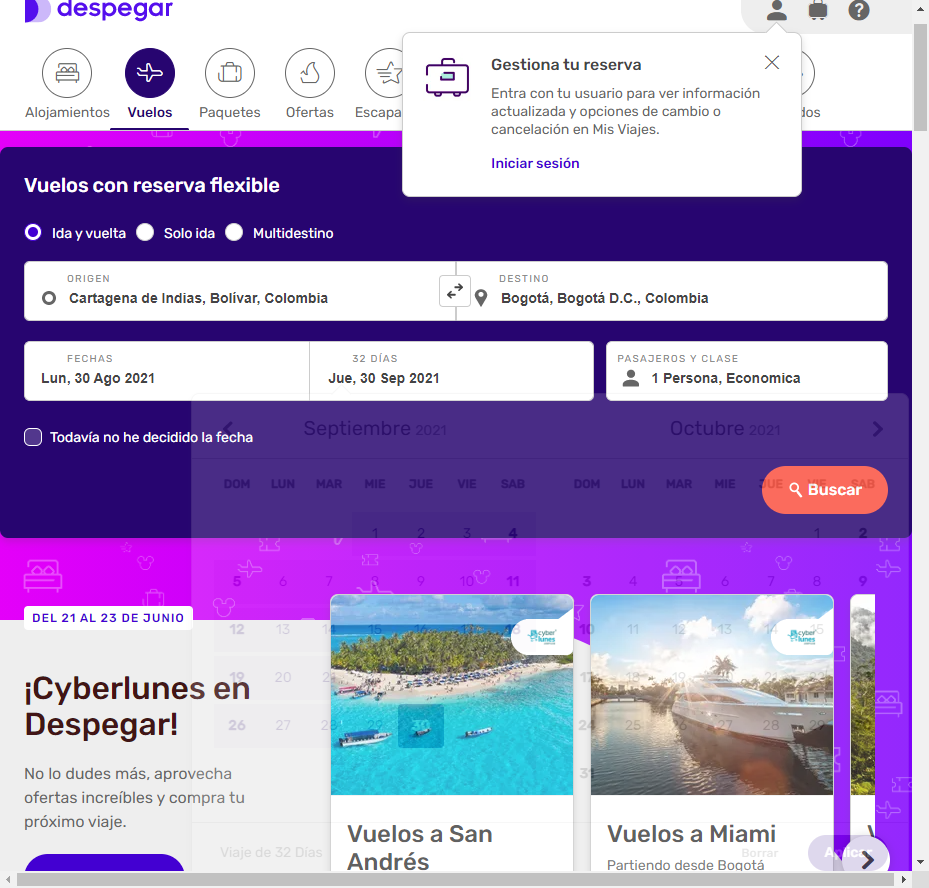 despegar
Alojamientos
Vuelos
Paquetes
Ofertas
Escapa
dos
Gestiona tu reserva
Entra con tu usuario para ver información
actualizada y opciones de cambio o
cancelación en Mis Viajes.
Iniciar sesión
Vuelos con reserva flexible
Ida y vuelta
Solo ida
Multidestino
ORIGEN
Cartagena de Indias, Bolívar, Colombia
DESTINO
Bogotá, Bogotá D.C., Colombia
FECHAS
Lun, 30 Ago 2021
32 DÍAS
Jue, 30 Sep 2021
PASAJEROS Y CLASE
1 Persona, Economica
Todavía no he decidido la fecha
Septiembre 2021
Octubre 2021
DOM LUN MAR MIE JUE VIE SAB
DOM LUN MAR MIE JUE VIE SAB
Buscar
1 2 3 4
1 2
5 6 7 8 9 10 11
3 4 5 6 7 8 9
12 13 14 15 16 17 18
10 11 12 13 14 15
19 20
17 18 19 20 21 22
26 27 28 29 30
24 25 26 27 28 29
31
DEL 21 AL 23 DE JUNIO
¡Cyberlunes en
Despegar!
No lo dudes más, aprovecha
ofertas increíbles y compra tu
próximo viaje.
cyber
lunes
cyber
lunes
Vuelos a San
Andrés
Vuelos a Miami
Partiendo desde Bogotá
V
Viaje de 32 Días
Borrar
Aplicar